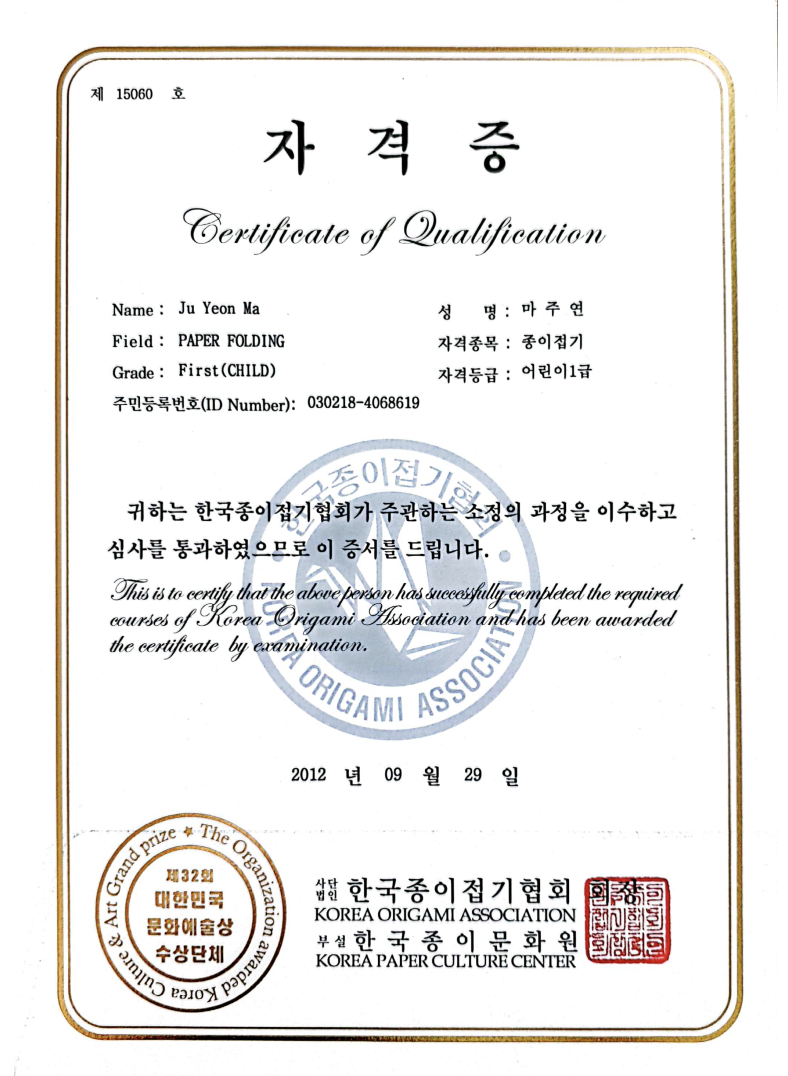 제 15060 호
자 격 증
Certificate of Qualification
Name : Ju Yeon Ma
성 명 : 마 주 연
Field : PAPER FOLDING
자격종목 : 종이접기
Grade : First(CHILD)
자격등급 : 어린이1급
주민등록번호(ID Number): 030218-4068619
귀하는 한국종이접기협회가 주관하는 소정의 과정을 이수하고
심사를 통과하였으므로 이 증서를 드립니다.
This is to certify that the above person has successfully completed the required
courses of Korea Origami Association and has been awarded
the certificate by examination.
한국종이접기협회
KOREA ORIGAMI ASSOCIATION
2012 년 09 월 29 일
The Organization awarded Korea Culture & Art Grand prize
제32회
대한민국
문화예술상
수상단체
사단법인 한국종이접기협회 회 장
KOREA ORIGAMI ASSOCIATION
부설 한국종이문화원
KOREA PAPER CULTURE CENTER